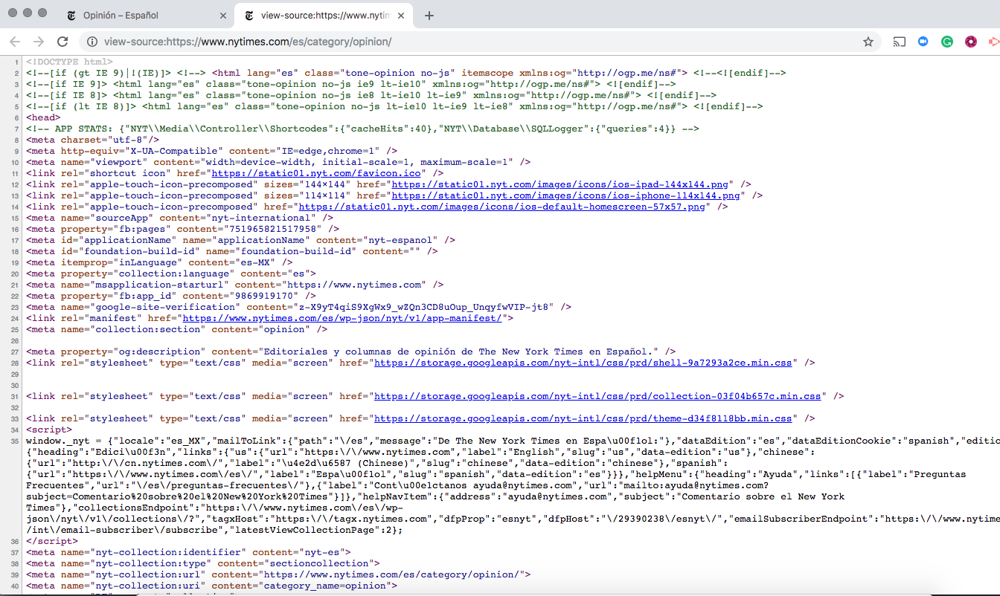 Opinión – Español
view-source:https://www.nytim
view-source:https://www.nytimes.com/es/category/opinion/
1 <!DOCTYPE html>
2 <!--[if (gt IE 9)|!(IE)]> <!--> <html lang="es" class="tone-opinion no-js" itemscope xmlns:og="http://ogp.me/ns#"> <!--<![endif]-->
3 <!--[if IE 9]> <html lang="es" class="tone-opinion no-js ie9 lt-ie10" xmlns:og="http://ogp.me/ns#"> <![endif]-->
4 <!--[if IE 8]> <html lang="es" class="tone-opinion no-js ie8 lt-ie10 lt-ie9" xmlns:og="http://ogp.me/ns#"> <![endif]-->
5 <!--[if (lt IE 8)]> <html lang="es" class="tone-opinion no-js lt-ie10 lt-ie9 lt-ie8" xmlns:og="http://ogp.me/ns#"> <![endif]-->
6 <head>
7 <!-- APP STATS: {"NYT\\Media\\Controller\\Shortcodes":{"cacheHits":40},"NYT\\Database\\SQLLogger":{"queries":4}} -->
8 <meta charset="utf-8"/>
9 <meta http-equiv="X-UA-Compatible" content="IE=edge,chrome=1" />
10 <meta name="viewport" content="width=device-width, initial-scale=1, maximum-scale=1" />
11 <link rel="shortcut icon" href="https://static01.nyt.com/favicon.ico" />
12 <link rel="apple-touch-icon-precomposed" sizes="144×144" href="https://static01.nyt.com/images/icons/ios-ipad-144x144.png" />
13 <link rel="apple-touch-icon-precomposed" sizes="114×114" href="https://static01.nyt.com/images/icons/ios-iphone-114x144.png" />
14 <link rel="apple-touch-icon-precomposed" href="https://static01.nyt.com/images/icons/ios-default-homescreen-57x57.png" />
15 <meta name="sourceApp" content="nyt-international" />
16 <meta property="fb:pages" content="751965821517958" />
17 <meta id="applicationName" name="applicationName" content="nyt-espanol" />
18 <meta id="foundation-build-id" name="foundation-build-id" content="" />
19 <meta itemprop="inLanguage" content="es-MX" />
20 <meta property="collection:language" content="es">
21 <meta name="msapplication-starturl" content="https://www.nytimes.com" />
22 <meta property="fb:app_id" content="9869919170" />
23 <meta name="google-site-verification" content="z-X9yT4qiS9XgWx9_wZQn3CD8uOup_UnqyfwVIP-jt8" />
24 <link rel="manifest" href="https://www.nytimes.com/es/wp-json/nyt/v1/app-manifest/">
25 <meta name="collection:section" content="opinion" />
26
27 <meta property="og:description" content="Editoriales y columnas de opinión de The New York Times en Español." />
28 <link rel="stylesheet" type="text/css" media="screen" href="https://storage.googleapis.com/nyt-intl/css/prd/shell-9a7293a2ce.min.css" />
29
30
31 <link rel="stylesheet" type="text/css" media="screen" href="https://storage.googleapis.com/nyt-intl/css/prd/collection-03f04b657c.min.css" />
32
33 <link rel="stylesheet" type="text/css" media="screen" href="https://storage.googleapis.com/nyt-intl/css/prd/theme-d34f8118bb.min.css" />
34 <script>
35 window._nyt = {"locale":"es_MX","mailToLink":{"path":"\/es","message":"De The New York Times en Espa\u00f1ol:"},"dataEdition":"es","dataEditionCookie":"spanish","editio
{"heading":"Edici\u00f3n","links":{"us":{"url":"https:\/\/www.nytimes.com","label":"English","slug":"us","data-edition":"us"},"chinese":
{"url":"http:\/\/cn.nytimes.com\/","label":"\u4e2d\u6587 (Chinese)","slug":"chinese","data-edition":"chinese"},"spanish":
{"url":"https:\/\/www.nytimes.com\/es\/","label":"Espa\u00f1ol","slug":"spanish","data-edition":"es"}}},"helpMenu":{"heading":"Ayuda","links":[{"label":"Preguntas
Frecuentes","url":"\/es\/preguntas-frecuentes\/"},{"label":"Cont\u00e1ctanos ayuda@nytimes.com","url":"mailto:ayuda@nytimes.com?
subject=Comentario%20sobre%20el%20New%20York%20Times"}]},"helpNavItem":{"address":"ayuda@nytimes.com","subject":"Comentario sobre el New York
Times"},"collectionsEndpoint":"https:\/\/www.nytimes.com\/es\/wp-
json\/nyt\/v1\/collections\/?","tagxHost":"https:\/\/tagx.nytimes.com","dfpProp":"esnyt","dfpHost":"\/29390238\/esnyt\/","emailSubscriberEndpoint":"https:\/\/www.nytime
/int\/email-subscriber\/subscribe","latestViewCollectionPage":2};
36 </script>
37 <meta name="nyt-collection:identifier" content="nyt-es">
38 <meta name="nyt-collection:type" content="sectioncollection">
39 <meta name="nyt-collection:url" content="https://www.nytimes.com/es/category/opinion/">
40 <meta name="nyt-collection:uri" content="category_name=opinion">